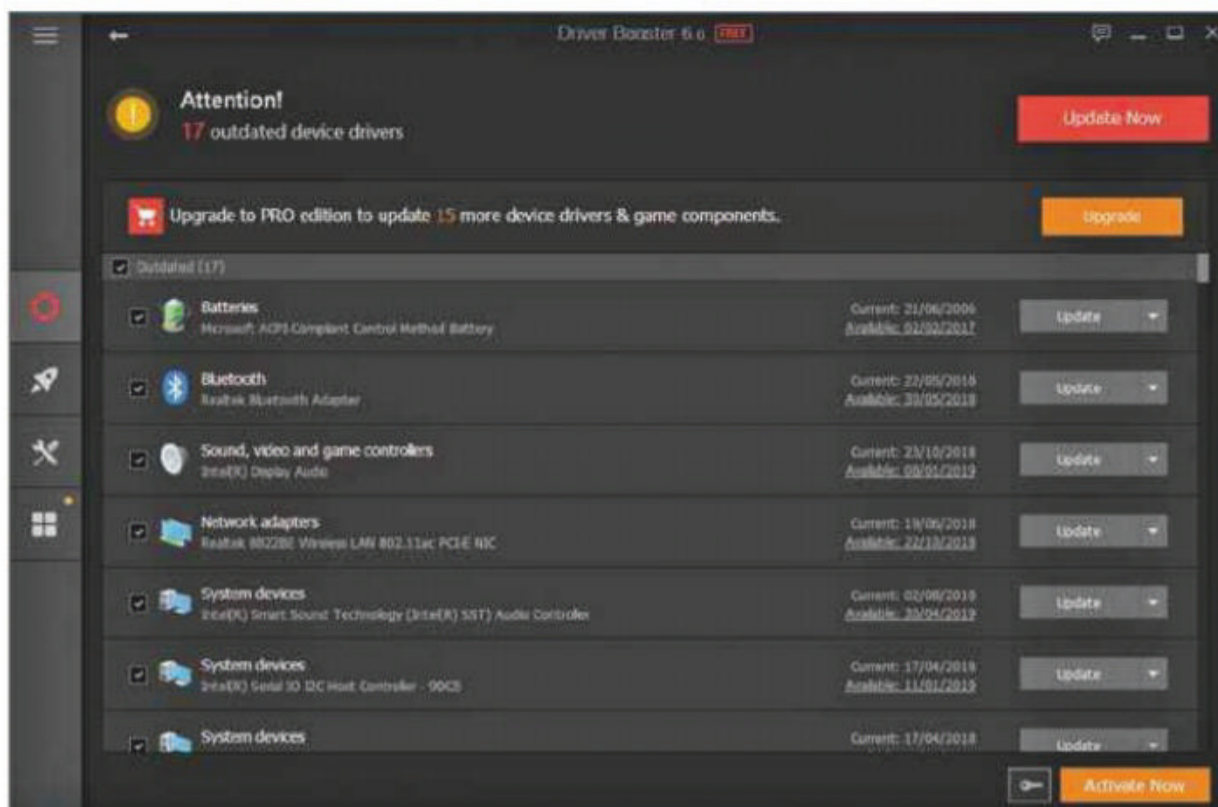 Driver Booster 6.0 FREE
Attention!
17 outdated device drivers
Update Now
Upgrade to PRO edition to update 15 more device drivers & game components.
Upgrade
Outdated (17)
Batteries
Microsoft ACPI-Compliant Control Method Battery
Current: 21/06/2006
Available: 02/02/2017
Update
Bluetooth
Realtek Bluetooth Adapter
Current: 22/05/2018
Available: 30/05/2018
Update
Sound, video and game controllers
Intel(R) Display Audio
Current: 23/10/2018
Available: 08/01/2019
Update
Network adapters
Realtek 8822BE Wireless LAN 802.11ac PCI-E NIC
Current: 19/06/2018
Available: 22/10/2018
Update
System devices
Intel(R) Smart Sound Technology (Intel(R) SST) Audio Controller
Current: 02/08/2018
Available: 30/04/2019
Update
System devices
Intel(R) Serial IO I2C Host Controller -
Current: 17/04/2018
Available:
Update
System devices
Current: 17/04/2018
Update
Activate Now